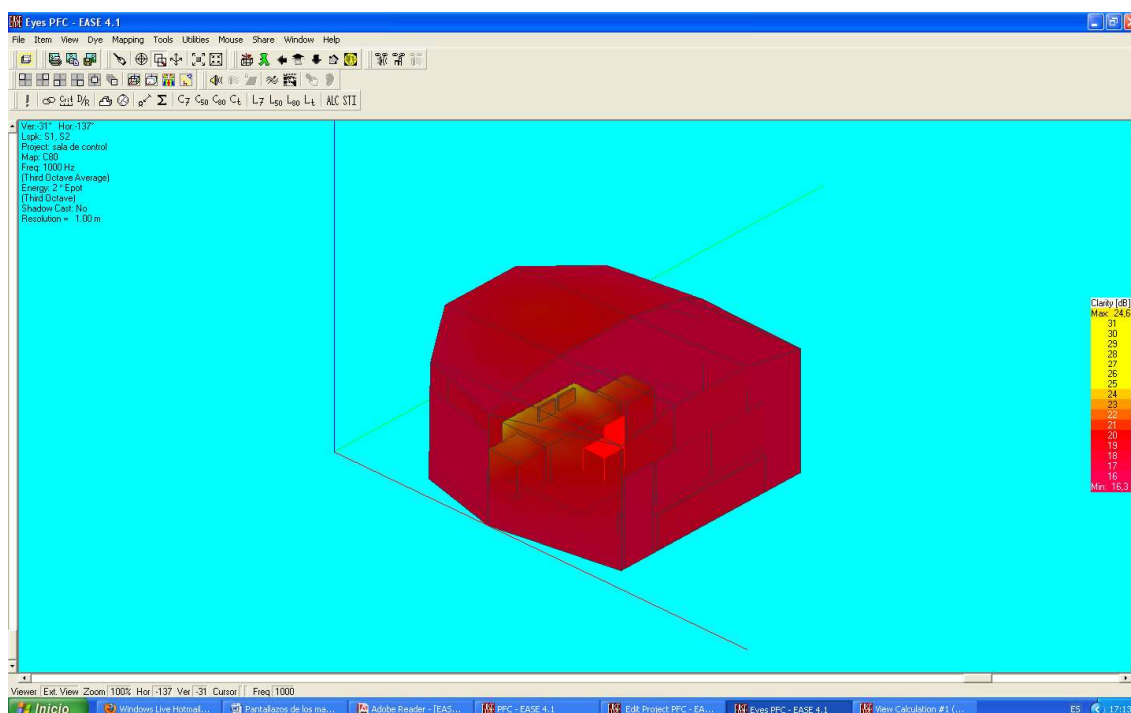 Eyes PFC - EASE 4.1
File Item View Dye Mapping Tools Utilities Mouse Share Window Help
! Crit D/R Σ C7 C50 C80 Ct L7 L50 L80 Lt ALC STI
Ver:-31° Hor:-137°
Lspk: S1, S2
Project: sala de control
Map: C80
Freq: 1000 Hz
(Third Octave Average)
Energy: 2 * Epot
(Third Octave)
Shadow Cast: No
Resolution = 1.00 m
Clarity [dB]
Max: 24,6
31
30
29
28
27
26
25
24
23
22
21
20
19
18
17
16
Min: 16,3
Viewer Ext. View Zoom 100% Hor -137 Ver -31 Cursor Freq 1000
Inicio Windows Live Hotmail... Pantallazos de los ma... Adobe Reader - [EAS... PFC - EASE 4.1 Edit Project PFC - EA... Eyes PFC - EASE 4.1 View Calculation #1 (... ES 17:13